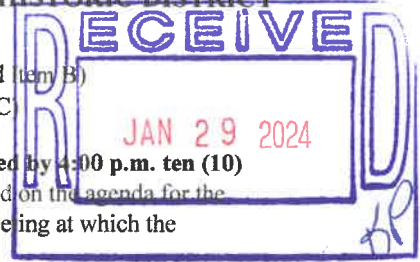 HISTORIC DISTRICT
RECEIVED
Item B)
C)
JAN 29 2024
ed by 4:00 p.m. ten (10)
d on the agenda for the
eting at which the